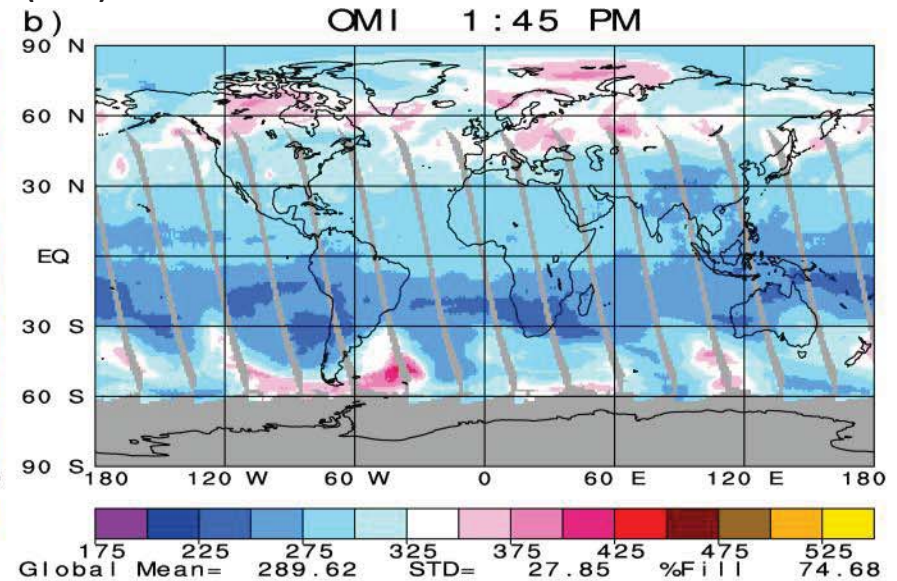 b) OMI 1:45 PM
90 N
60 N
30 N
EQ
30 S
60 S
90 S
180 120 W 60 W 0 60 E 120 E 180
175 225 275 325 375 425 475 525
Global Mean= 289.62 STD= 27.85 %Fill 74.68